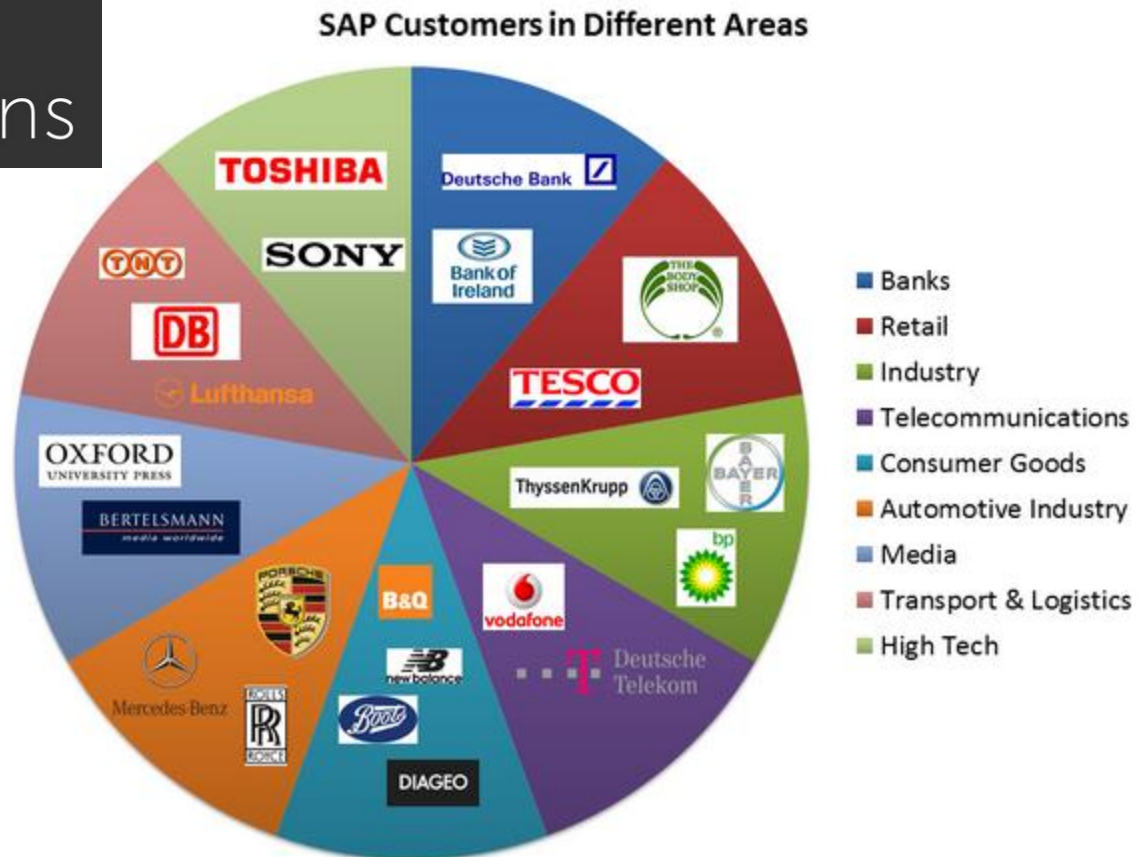 ns
SAP Customers in Different Areas
TOSHIBA
SONY
Deutsche Bank
Bank of
Ireland
THE
BODY
SHOP
®
TESCO
TNT
DB
Lufthansa
OXFORD
UNIVERSITY PRESS
BERTELSMANN
media worldwide
ThyssenKrupp
BAYER
BAYER
bp
vodafone
T
Deutsche
Telekom
B&Q
new balance
Boots
DIAGEO
PORSCHE
Mercedes-Benz
ROLLS
RR
ROYCE
Banks
Retail
Industry
Telecommunications
Consumer Goods
Automotive Industry
Media
Transport & Logistics
High Tech